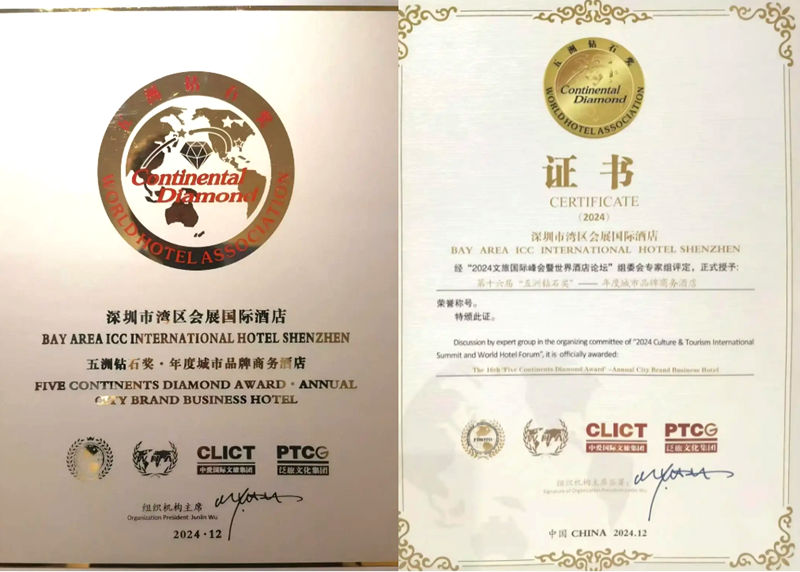 五洲钻石奖
Continental
Diamond
WORLD HOTEL ASSOCIATION
深圳市湾区会展国际酒店
BAY AREA ICC INTERNATIONAL HOTEL SHENZHEN
五洲钻石奖·年度城市品牌商务酒店
FIVE CONTINENTS DIAMOND AWARD · ANNUAL
CITY BRAND BUSINESS HOTEL
CLICT
中爱国际文旅集团
PTCG
泛旅文化集团
组织机构主席
Organization President: Junlin Wu
2024·12
五洲钻石奖
Continental
Diamond
WORLD HOTEL ASSOCIATION
证书
CERTIFICATE
(2024)
深圳市湾区会展国际酒店
BAY AREA ICC INTERNATIONAL HOTEL SHENZHEN
经“2024文旅国际峰会暨世界酒店论坛”组委会专家组评定，正式授予：
第十六届“五洲钻石奖”——年度城市品牌商务酒店
荣誉称号。
特颁此证。
Discussion by expert group in the organizing committee of "2024 Culture & Tourism International
Summit and World Hotel Forum", it is officially awarded:
The 16th 'Five Continents Diamond Award' –Annual City Brand Business Hotel
CLICT
中爱国际文旅集团
PTCG
泛旅文化集团
组织机构主席签署：
Signature of Organization President: Junlin Wu
中国 CHINA 2024.12